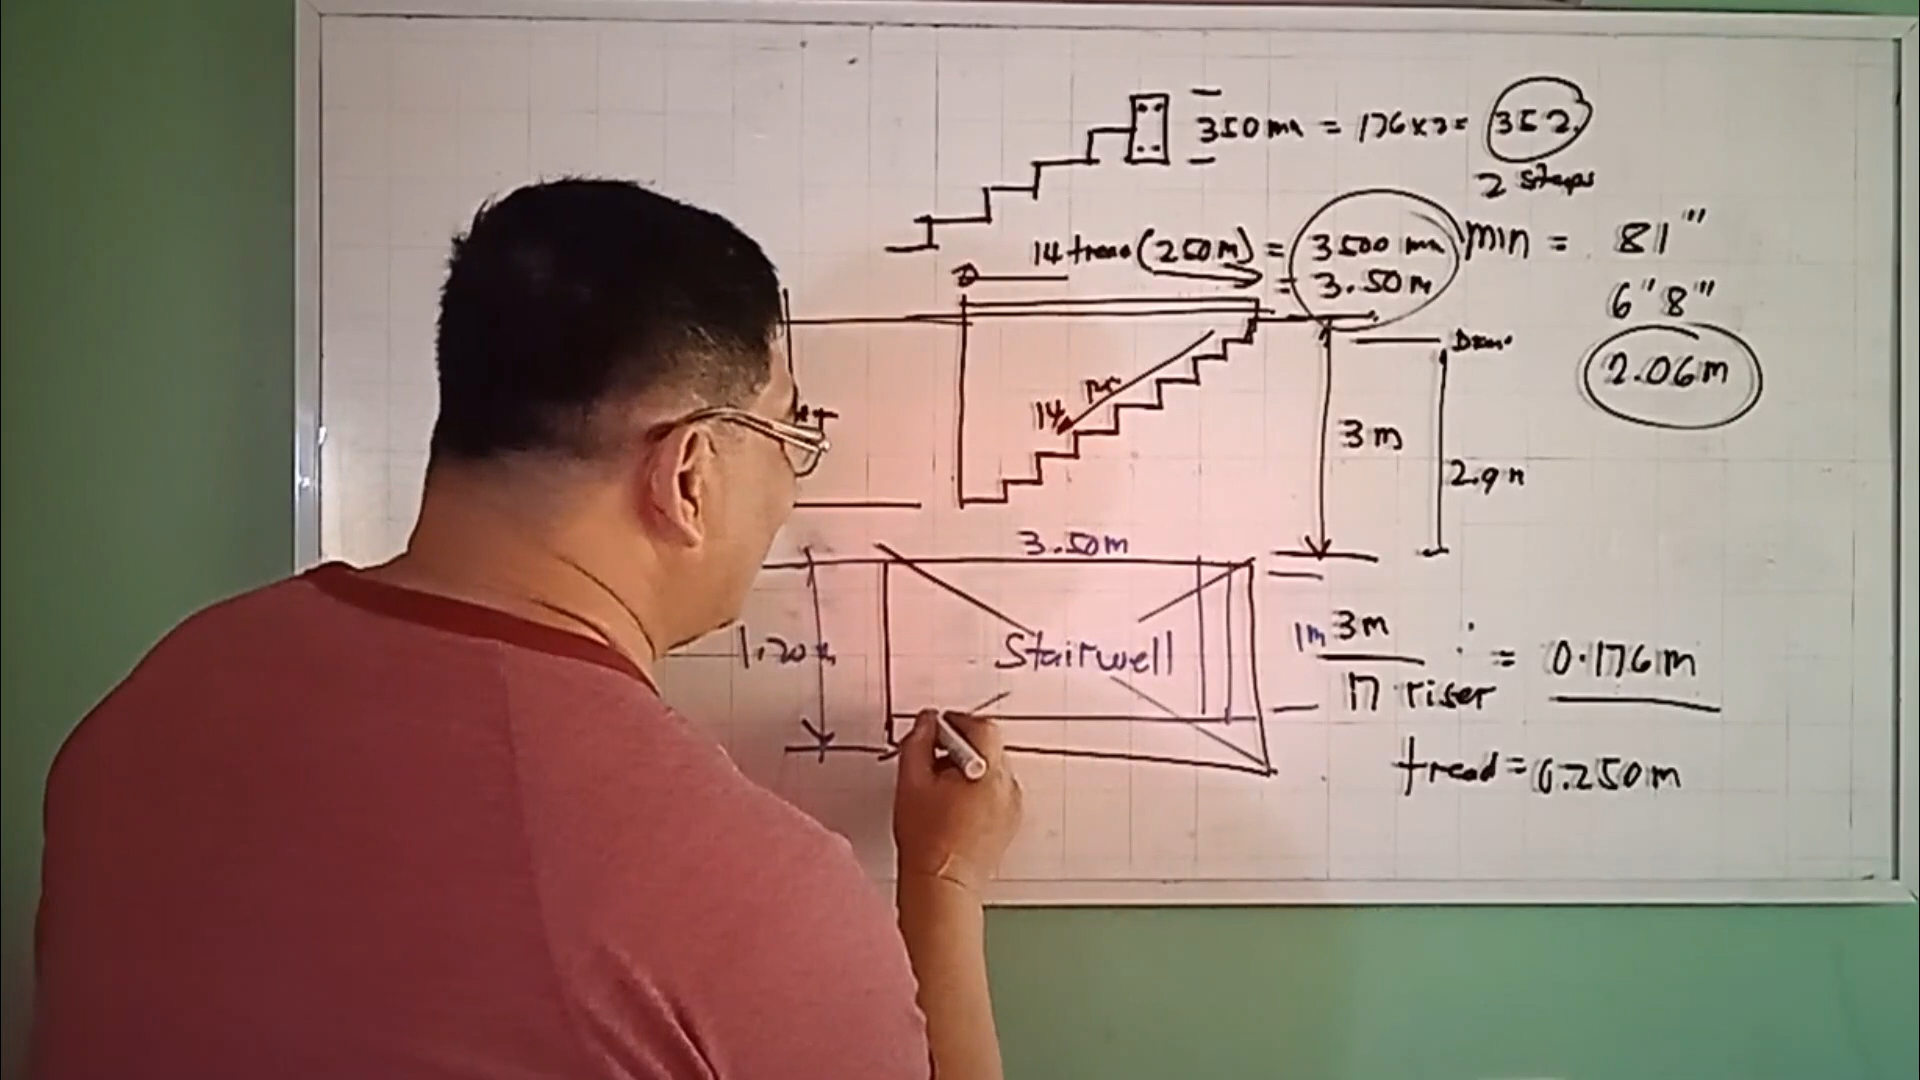 350mm = 176x2= 352.
2 steps
14 tread (250m) = 3500 mm
= 3.50m
min = 81"
6"8"
2.06m
14
3m
2.9m
3.50m
1.20m
Stairwell
1m
3m
17 riser
= 0.176m
tread = 0.250m